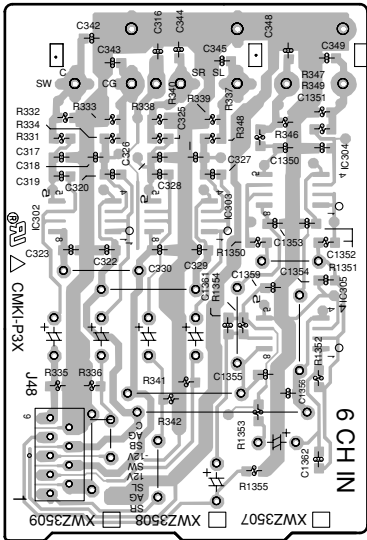 C342
C316
C344
C348
C343
C345
C349
C
SW
CG
SR
SL
R340
R337
R347
R349
C1351
R332
R333
R338
R339
R334
C325
R348
R346
R331
C317
C326
C327
C1350
IC304
C318
C319
C320
C328
IC302
IC303
C323
C322
C330
C329
R1350
C1353
C1352
R1351
C1361
R1354
C1359
C1354
IC305
CMKI-P3X
J48
R335
R336
R341
C1355
R1352
C1356
R342
R1353
C1362
R1355
9
C
AG
SB
-12V
SW
12V
SL
AG
SR
6 CH IN
XWZ3509
XWZ3508
XWZ3507